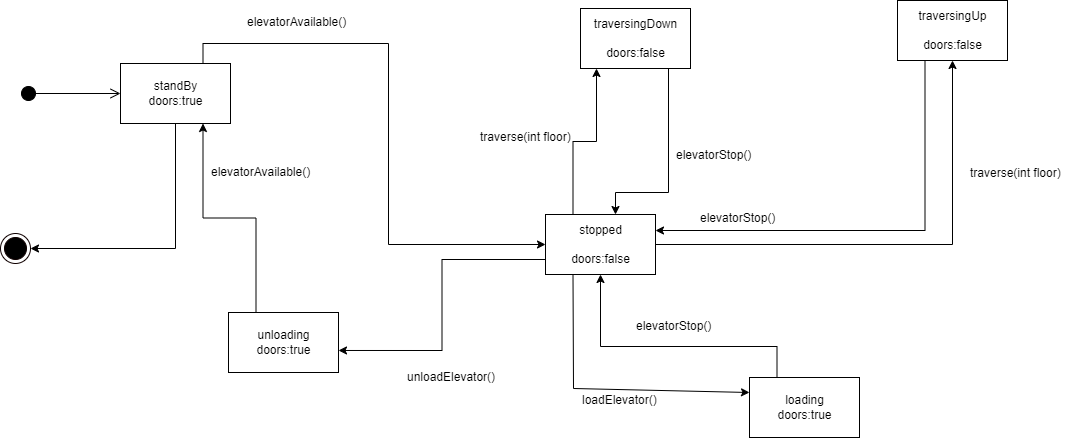 elevatorAvailable()
traversingDown
doors:false
traversingUp
doors:false
standBy
doors:true
traverse(int floor)
elevatorStop()
elevatorAvailable()
traverse(int floor)
elevatorStop()
stopped
doors:false
unloading
doors:true
elevatorStop()
unloadElevator()
loadElevator()
loading
doors:true